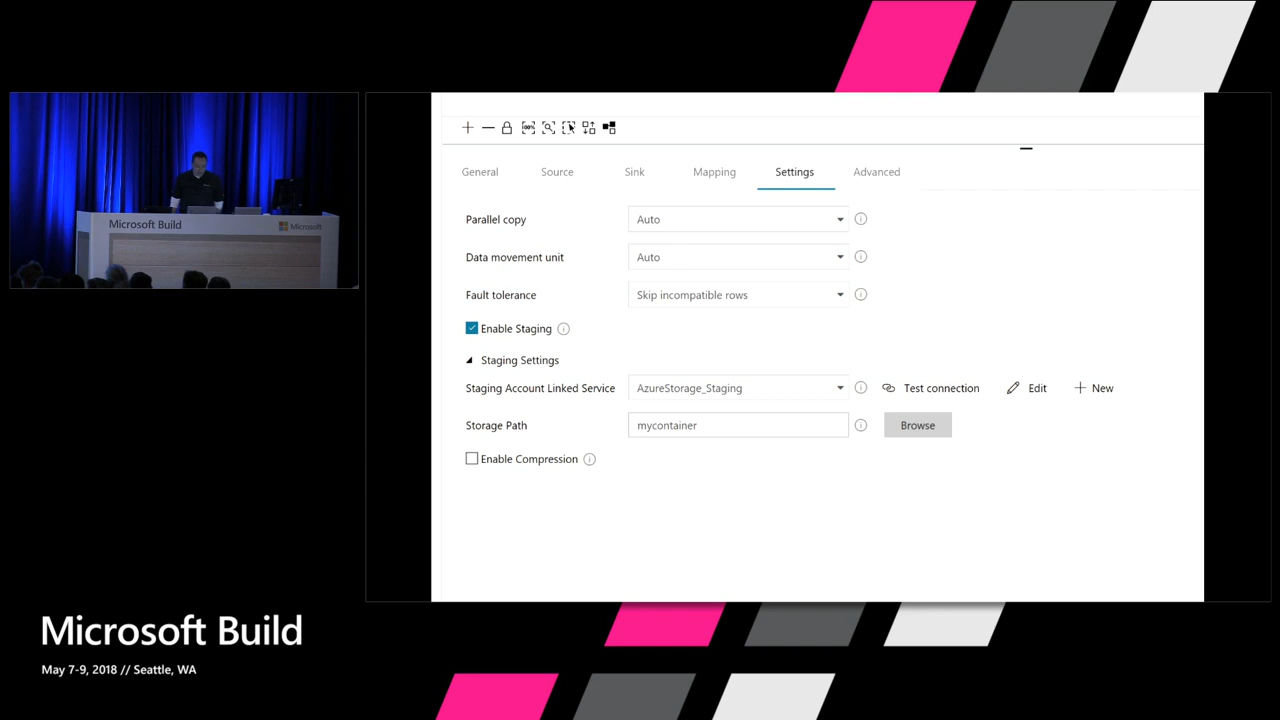 General Source Sink Mapping Settings Advanced
Parallel copy Auto
Data movement unit Auto
Fault tolerance Skip incompatible rows
Enable Staging
Staging Settings
Staging Account Linked Service AzureStorage_Staging Test connection Edit New
Storage Path mycontainer Browse
Enable Compression
Microsoft Build Microsoft
Microsoft Build
May 7-9, 2018 // Seattle, WA